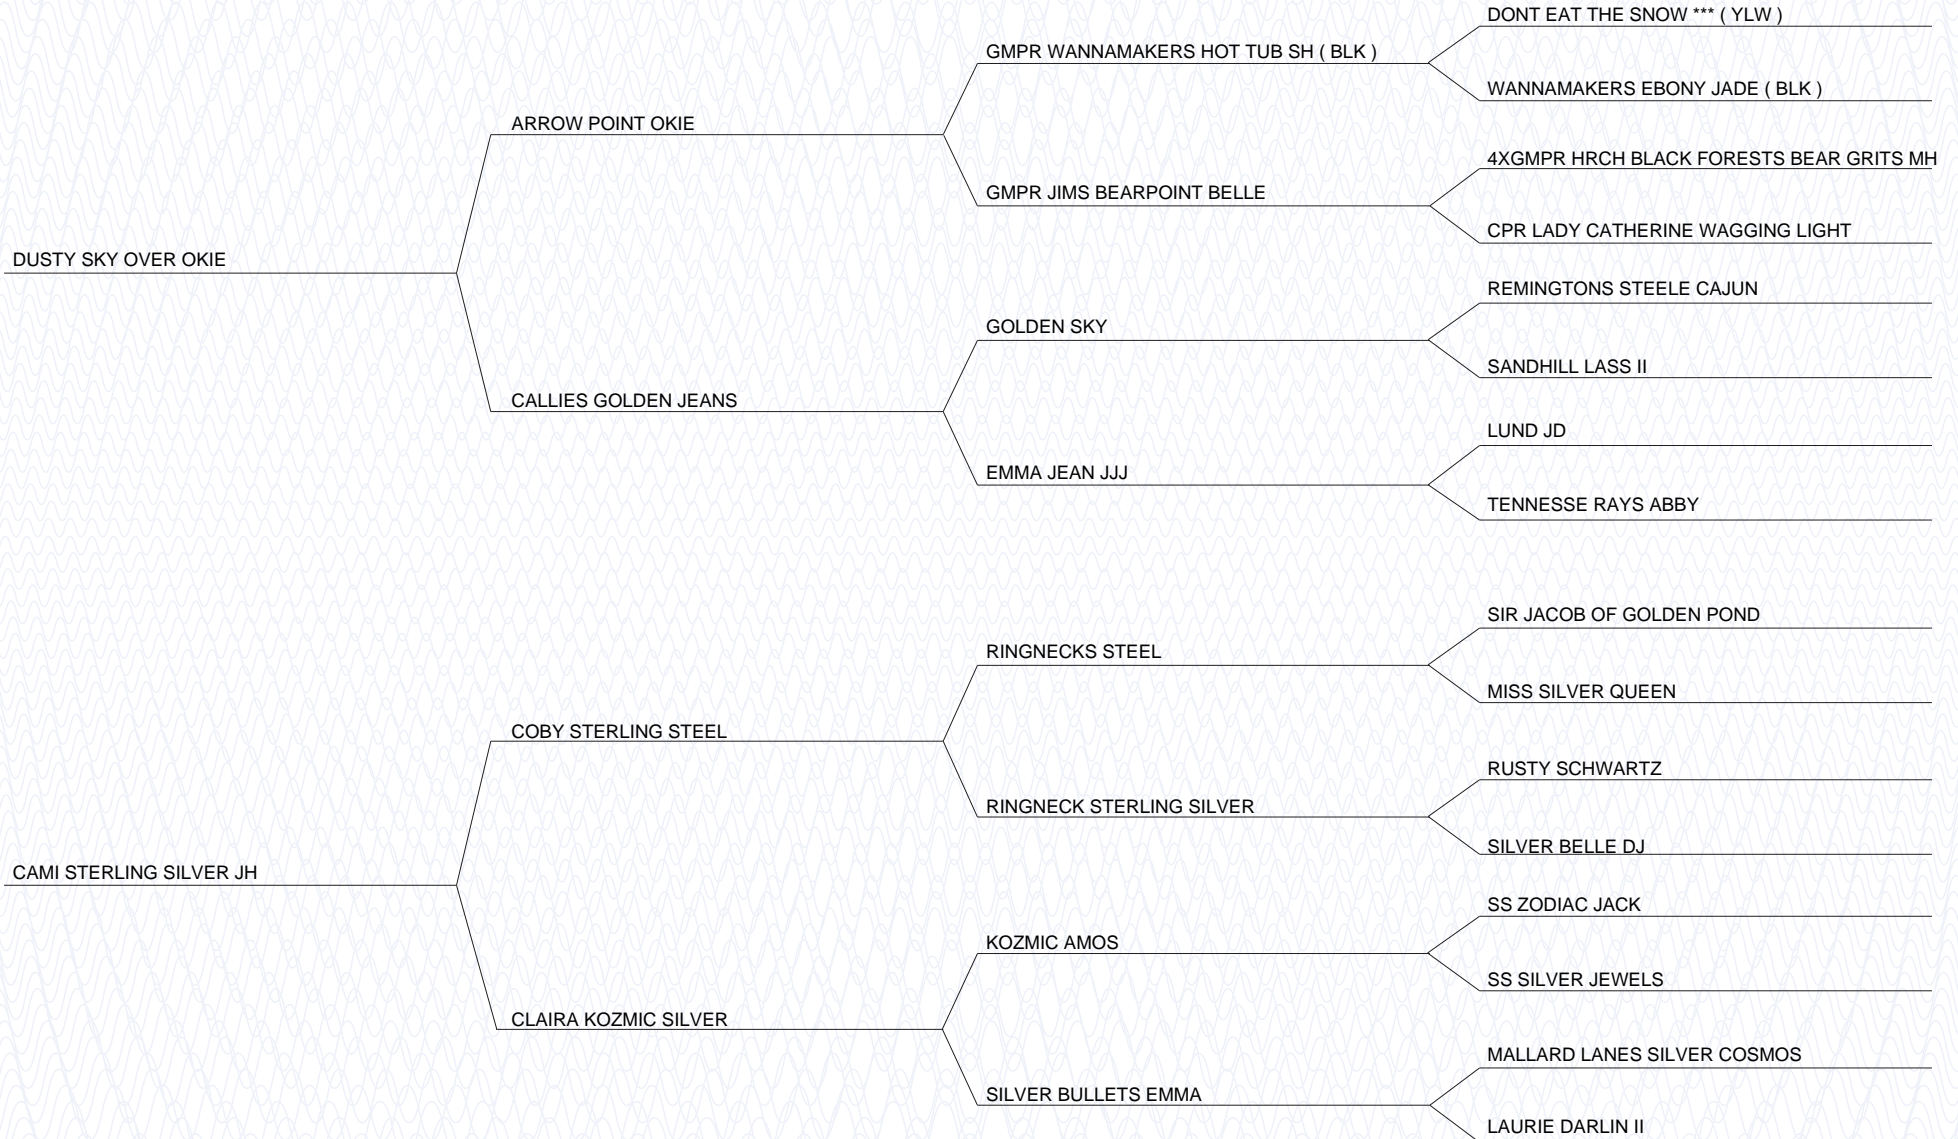 DONT EAT THE SNOW *** ( YLW )
GMPR WANNAMAKERS HOT TUB SH ( BLK )
WANNAMAKERS EBONY JADE ( BLK )
ARROW POINT OKIE
4XGMPR HRCH BLACK FORESTS BEAR GRITS MH
GMPR JIMS BEARPOINT BELLE
CPR LADY CATHERINE WAGGING LIGHT
DUSTY SKY OVER OKIE
REMINGTONS STEELE CAJUN
GOLDEN SKY
SANDHILL LASS II
CALLIES GOLDEN JEANS
LUND JD
EMMA JEAN JJJ
TENNESSE RAYS ABBY
SIR JACOB OF GOLDEN POND
RINGNECKS STEEL
MISS SILVER QUEEN
COBY STERLING STEEL
RUSTY SCHWARTZ
RINGNECK STERLING SILVER
SILVER BELLE DJ
CAMI STERLING SILVER JH
SS ZODIAC JACK
KOZMIC AMOS
SS SILVER JEWELS
CLAIRA KOZMIC SILVER
MALLARD LANES SILVER COSMOS
SILVER BULLETS EMMA
LAURIE DARLIN II